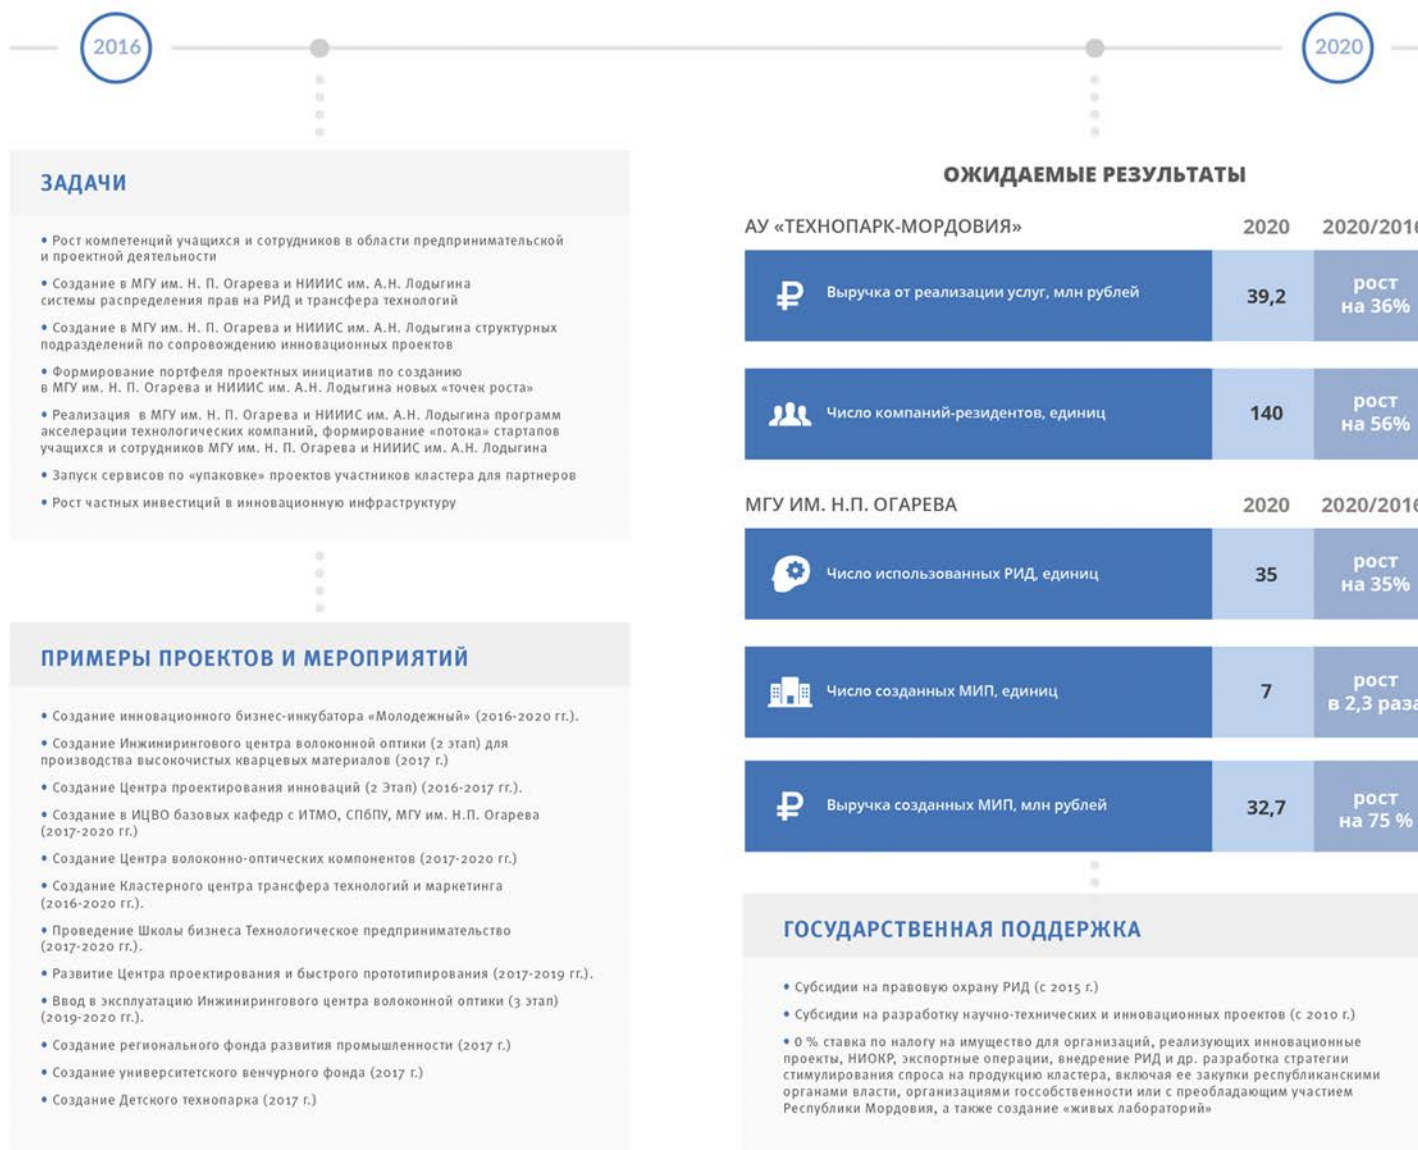 2016
2020
ЗАДАЧИ
• Рост компетенций учащихся и сотрудников в области предпринимательской
и проектной деятельности
• Создание в МГУ им. Н. П. Огарева и НИИИС им. А.Н. Лодыгина
системы распределения прав на РИД и трансфера технологий
• Создание в МГУ им. Н. П. Огарева и НИИИС им. А.Н. Лодыгина структурных
подразделений по сопровождению инновационных проектов
• Формирование портфеля проектных инициатив по созданию
в МГУ им. Н. П. Огарева и НИИИС им. А.Н. Лодыгина новых «точек роста»
• Реализация в МГУ им. Н. П. Огарева и НИИИС им. А.Н. Лодыгина программ
акселерации технологических компаний, формирование «потока» стартапов
учащихся и сотрудников МГУ им. Н. П. Огарева и НИИИС им. А.Н. Лодыгина
• Запуск сервисов по «упаковке» проектов участников кластера для партнеров
• Рост частных инвестиций в инновационную инфраструктуру
ПРИМЕРЫ ПРОЕКТОВ И МЕРОПРИЯТИЙ
• Создание инновационного бизнес-инкубатора «Молодежный» (2016-2020 гг.).
• Создание Инжинирингового центра волоконной оптики (2 этап) для
производства высокочистых кварцевых материалов (2017 г.)
• Создание Центра проектирования инноваций (2 Этап) (2016-2017 гг.).
• Создание в ИЦВО базовых кафедр с ИТМО, СПбПУ, МГУ им. Н.П. Огарева
(2017-2020 гг.)
• Создание Центра волоконно-оптических компонентов (2017-2020 гг.)
• Создание Кластерного центра трансфера технологий и маркетинга
(2016-2020 гг.).
• Проведение Школы бизнеса Технологическое предпринимательство
(2017-2020 гг.).
• Развитие Центра проектирования и быстрого прототипирования (2017-2019 гг.).
• Ввод в эксплуатацию Инжинирингового центра волоконной оптики (3 этап)
(2019-2020 гг.).
• Создание регионального фонда развития промышленности (2017 г.)
• Создание университетского венчурного фонда (2017 г.)
• Создание Детского технопарка (2017 г.)
ОЖИДАЕМЫЕ РЕЗУЛЬТАТЫ
АУ «ТЕХНОПАРК-МОРДОВИЯ» 2020 2020/2016
₽ Выручка от реализации услуг, млн рублей 39,2 рост
на 36%
Число компаний-резидентов, единиц 140 рост
на 56%
МГУ ИМ. Н.П. ОГАРЕВА 2020 2020/2016
Число использованных РИД, единиц 35 рост
на 35%
Число созданных МИП, единиц 7 рост
в 2,3 раза
₽ Выручка созданных МИП, млн рублей 32,7 рост
на 75 %
ГОСУДАРСТВЕННАЯ ПОДДЕРЖКА
• Субсидии на правовую охрану РИД (с 2015 г.)
• Субсидии на разработку научно-технических и инновационных проектов (с 2010 г.)
• 0 % ставка по налогу на имущество для организаций, реализующих инновационные
проекты, НИОКР, экспортные операции, внедрение РИД и др. разработка стратегии
стимулирования спроса на продукцию кластера, включая ее закупки республиканскими
органами власти, организациями госсобственности или с преобладающим участием
Республики Мордовия, а также создание «живых лабораторий»